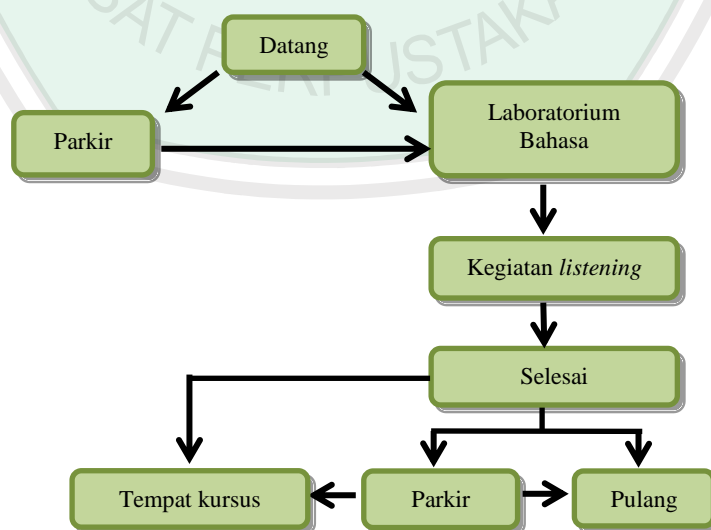 Datang
Parkir
Laboratorium
Bahasa
Kegiatan listening
Selesai
Tempat kursus
Parkir
Pulang